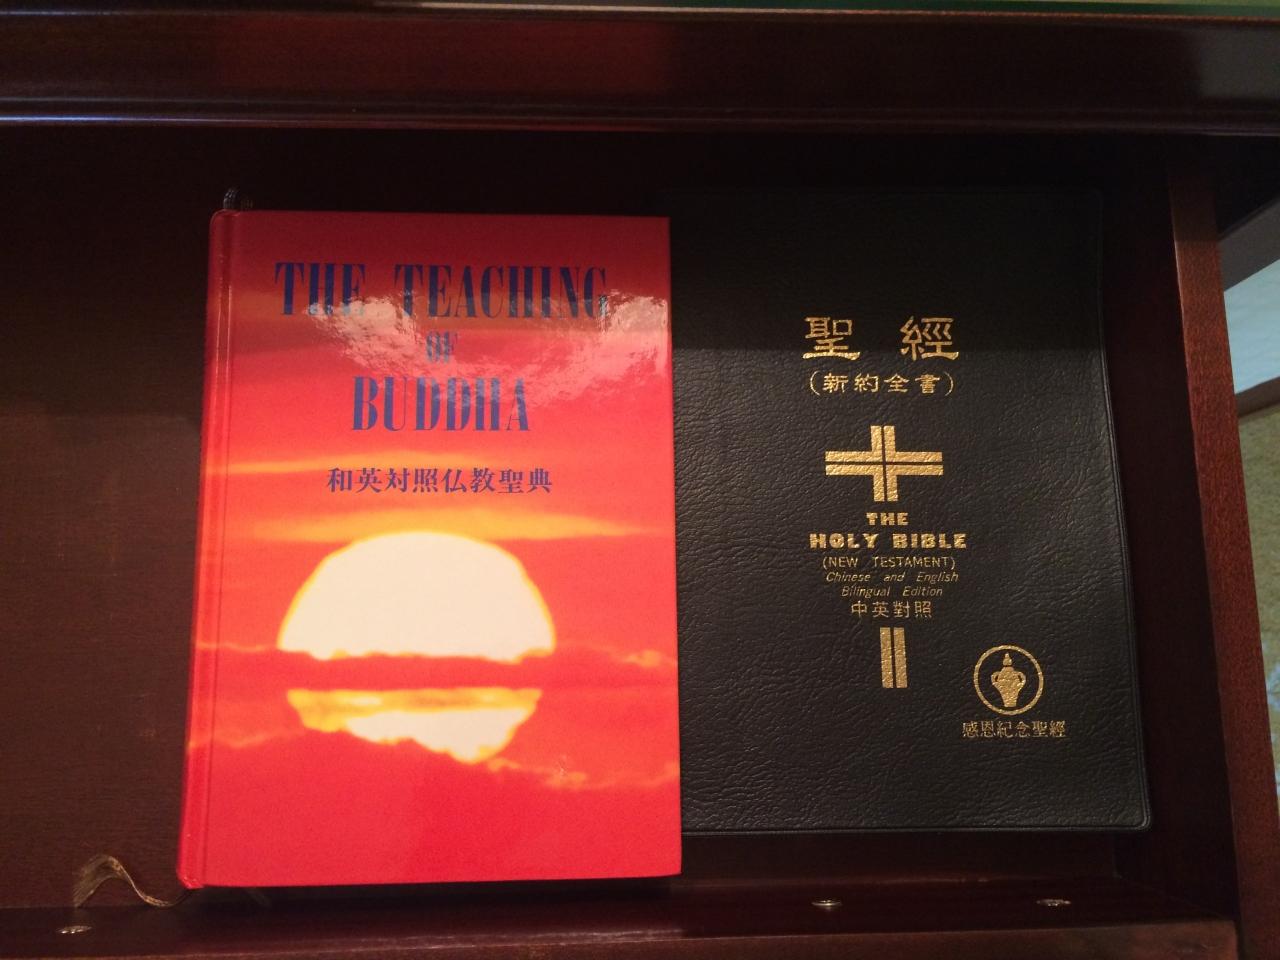 THE TEACHING
OF
BUDDHA
和英対照仏教聖典
聖 經
(新約全書)
THE
HOLY BIBLE
(NEW TESTAMENT)
Chinese and English
Bilingual Edition
中英對照
感恩紀念聖經